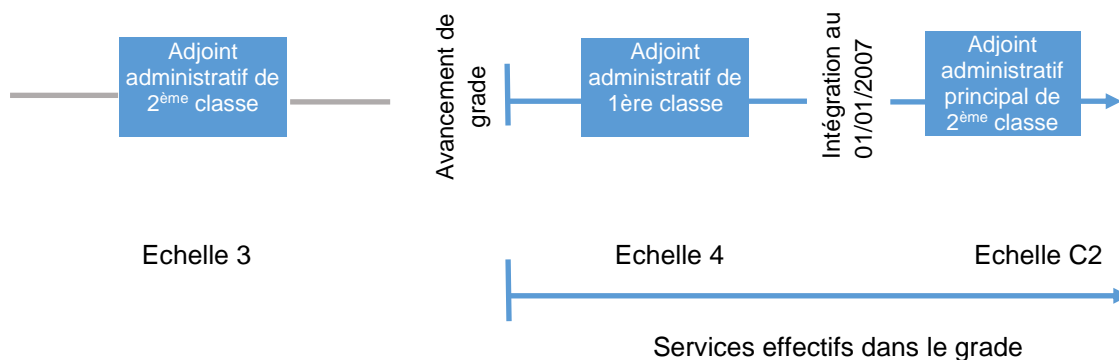 Adjoint
administratif de
2ème classe
Avancement de
grade
Adjoint
administratif de
1ère classe
Intégration au
01/01/2007
Adjoint
administratif
principal de
2ème classe
Echelle 3
Echelle 4
Echelle C2
Services effectifs dans le grade